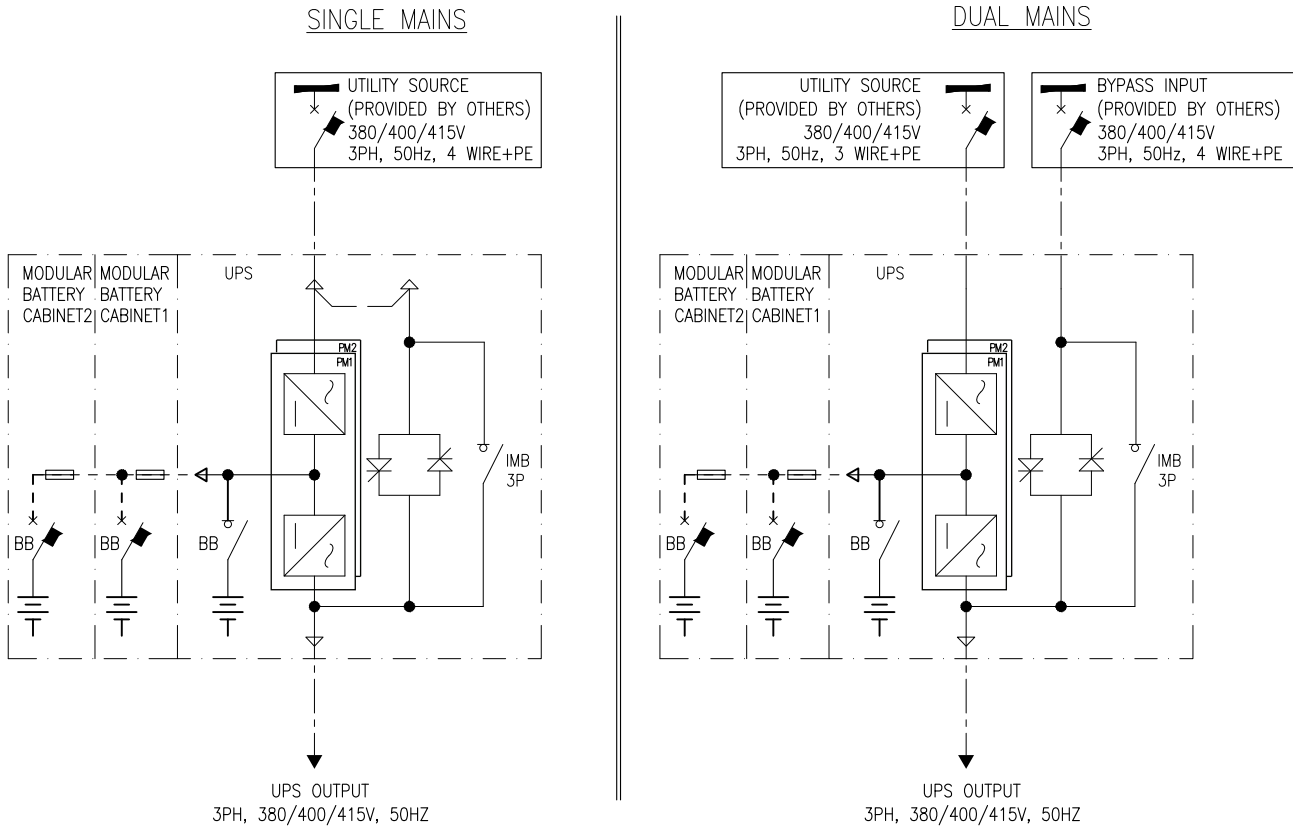 SINGLE MAINS
UTILITY SOURCE
(PROVIDED BY OTHERS)
380/400/415V
3PH, 50Hz, 4 WIRE+PE
MODULAR
BATTERY
CABINET2
MODULAR
BATTERY
CABINET1
UPS
PM2
PM1
IMB
3P
BB
BB
BB
UPS OUTPUT
3PH, 380/400/415V, 50HZ
DUAL MAINS
UTILITY SOURCE
(PROVIDED BY OTHERS)
380/400/415V
3PH, 50Hz, 3 WIRE+PE
BYPASS INPUT
(PROVIDED BY OTHERS)
380/400/415V
3PH, 50Hz, 4 WIRE+PE
MODULAR
BATTERY
CABINET2
MODULAR
BATTERY
CABINET1
UPS
PM2
PM1
IMB
3P
BB
BB
BB
UPS OUTPUT
3PH, 380/400/415V, 50HZ